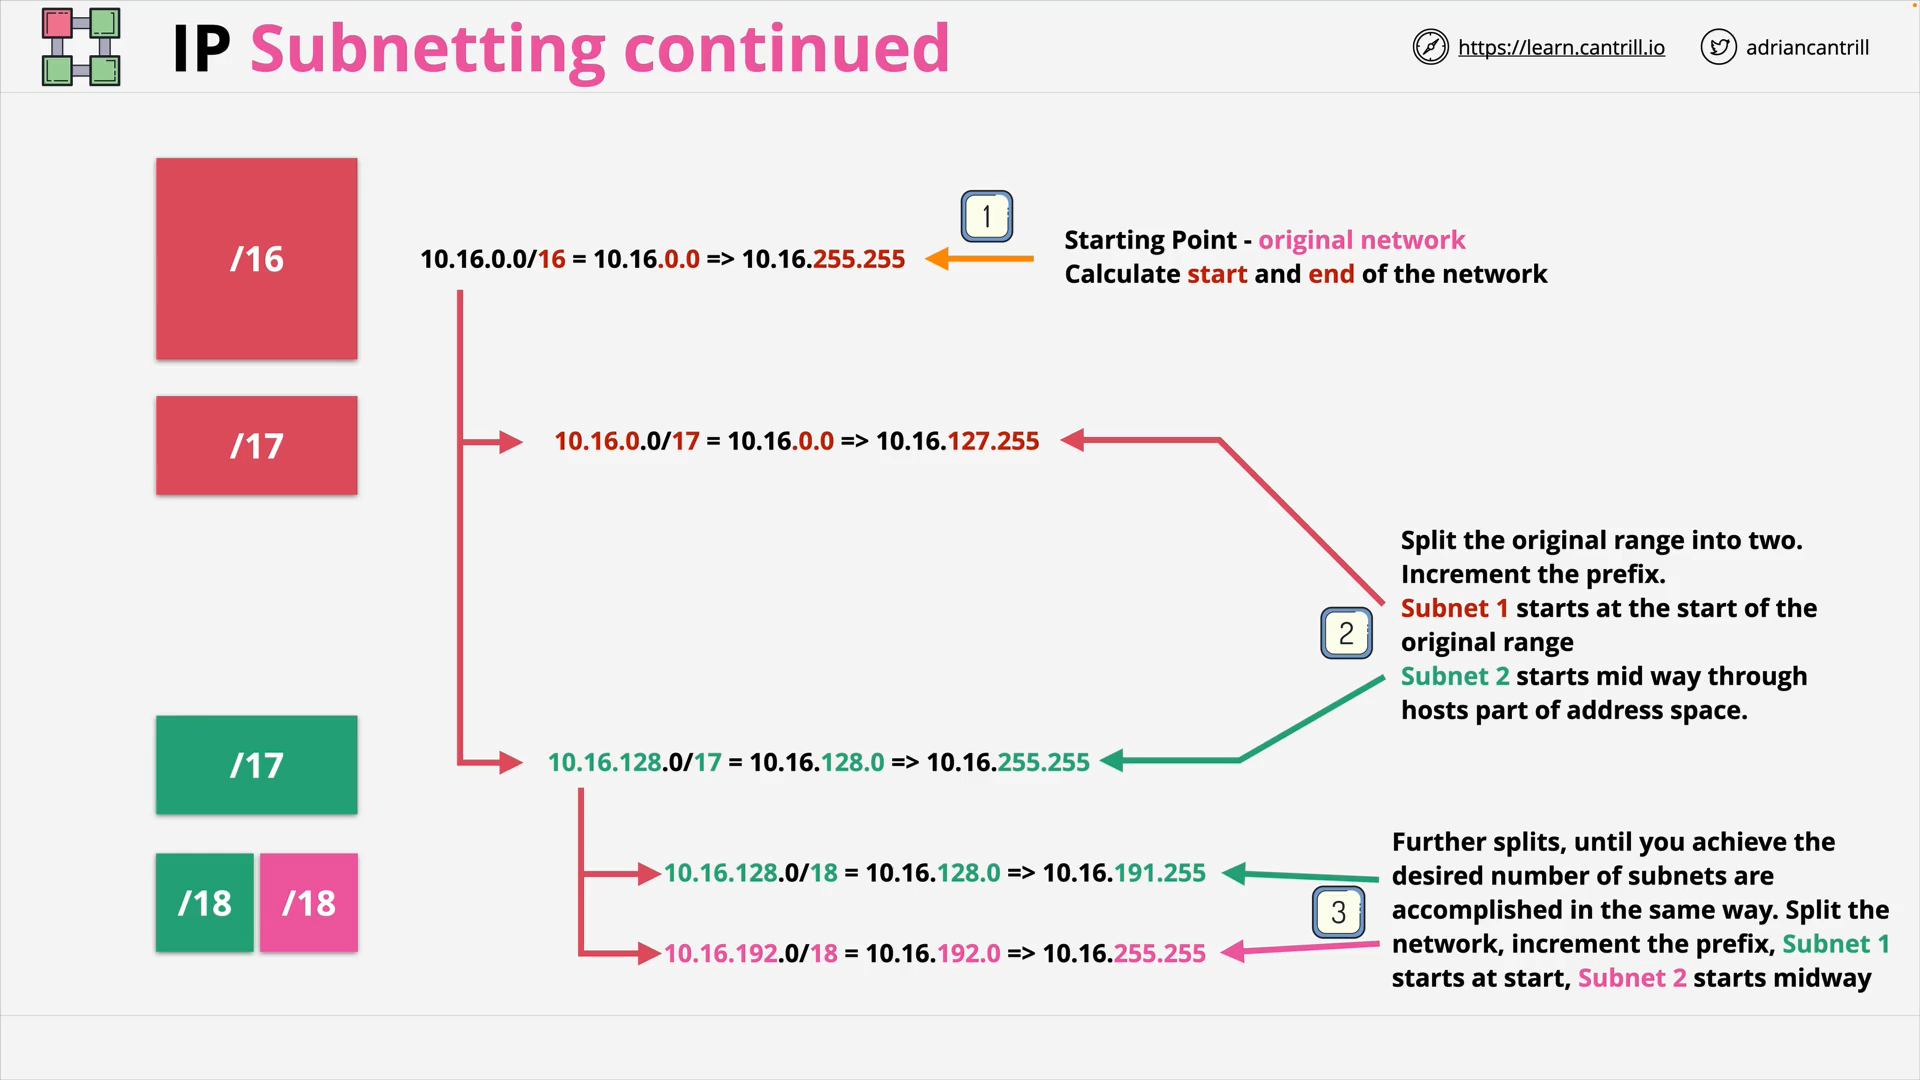 IP Subnetting continued
https://learn.cantrill.io
adriancantrill
/16
10.16.0.0/16 = 10.16.0.0 => 10.16.255.255
1
Starting Point - original network
Calculate start and end of the network
/17
10.16.0.0/17 = 10.16.0.0 => 10.16.127.255
2
Split the original range into two.
Increment the prefix.
Subnet 1 starts at the start of the
original range
Subnet 2 starts mid way through
hosts part of address space.
/17
10.16.128.0/17 = 10.16.128.0 => 10.16.255.255
/18
/18
10.16.128.0/18 = 10.16.128.0 => 10.16.191.255
10.16.192.0/18 = 10.16.192.0 => 10.16.255.255
3
Further splits, until you achieve the
desired number of subnets are
accomplished in the same way. Split the
network, increment the prefix, Subnet 1
starts at start, Subnet 2 starts midway